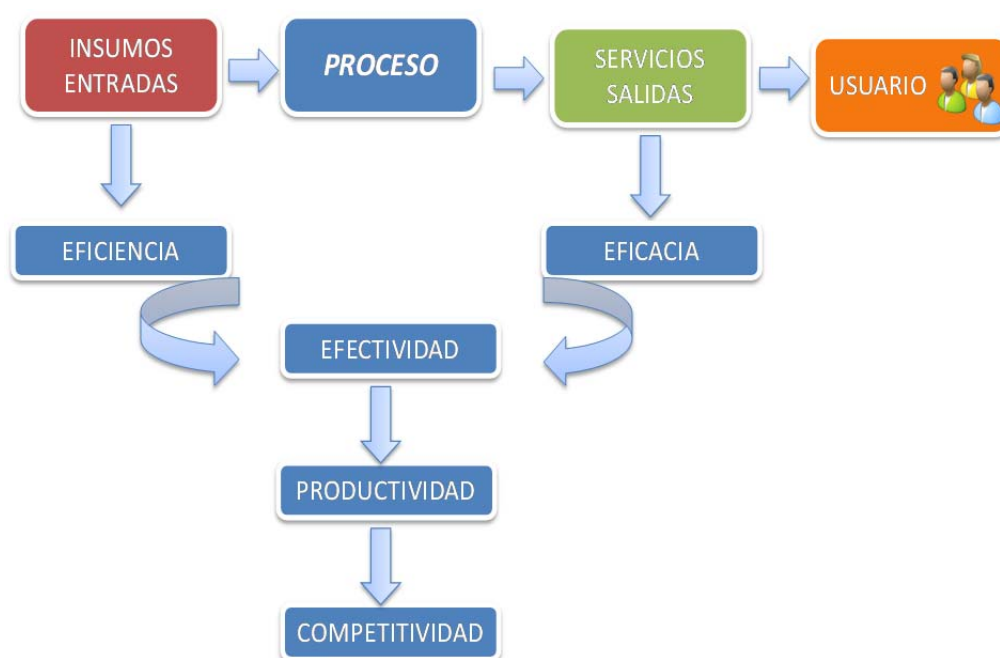 INSUMOS
ENTRADAS
PROCESO
SERVICIOS
SALIDAS
USUARIO
EFICIENCIA
EFICACIA
EFECTIVIDAD
PRODUCTIVIDAD
COMPETITIVIDAD